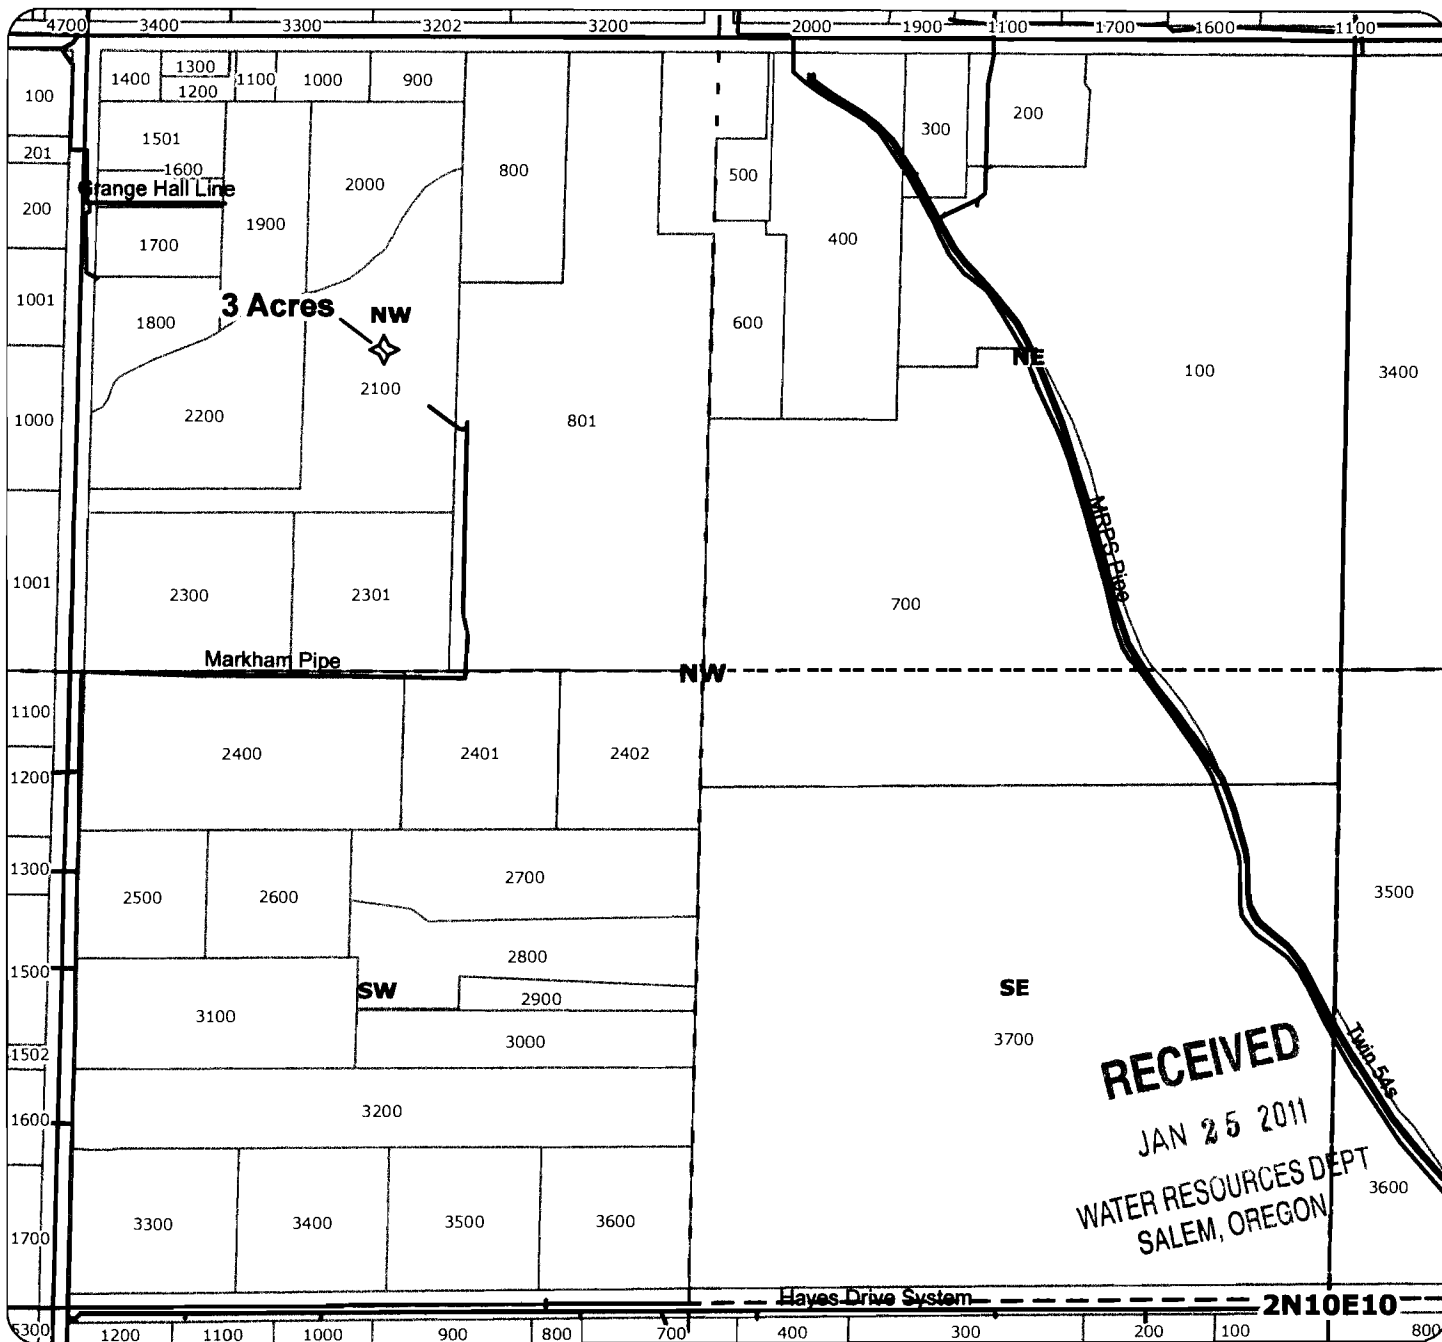 4700 3400 3300 3202 3200 2000 1900 1100 1700 1600 1100
1400 1300 1100 1000 900
1200
100
200
300
1501
201
1600
800
500
2000
Grange Hall Line
200
1900
1700
400
1001
3 Acres
NW
1800
600
NE
100
3400
2100
1000
2200
801
MRPS Pipe
1001
2300
2301
700
Markham Pipe
NW
1100
2400
2401
2402
1200
1300
2500
2600
2700
3500
1500
2800
SW
2900
SE
3100
3000
3700
1502
RECEIVED
JAN 25 2011
WATER RESOURCES DEPT
SALEM, OREGON
Twin 54s
1600
3200
3600
1700
3300
3400
3500
3600
Hayes Drive System
2N10E10
5300 1200 1100 1000 900 800 700 400 300 200 100 800